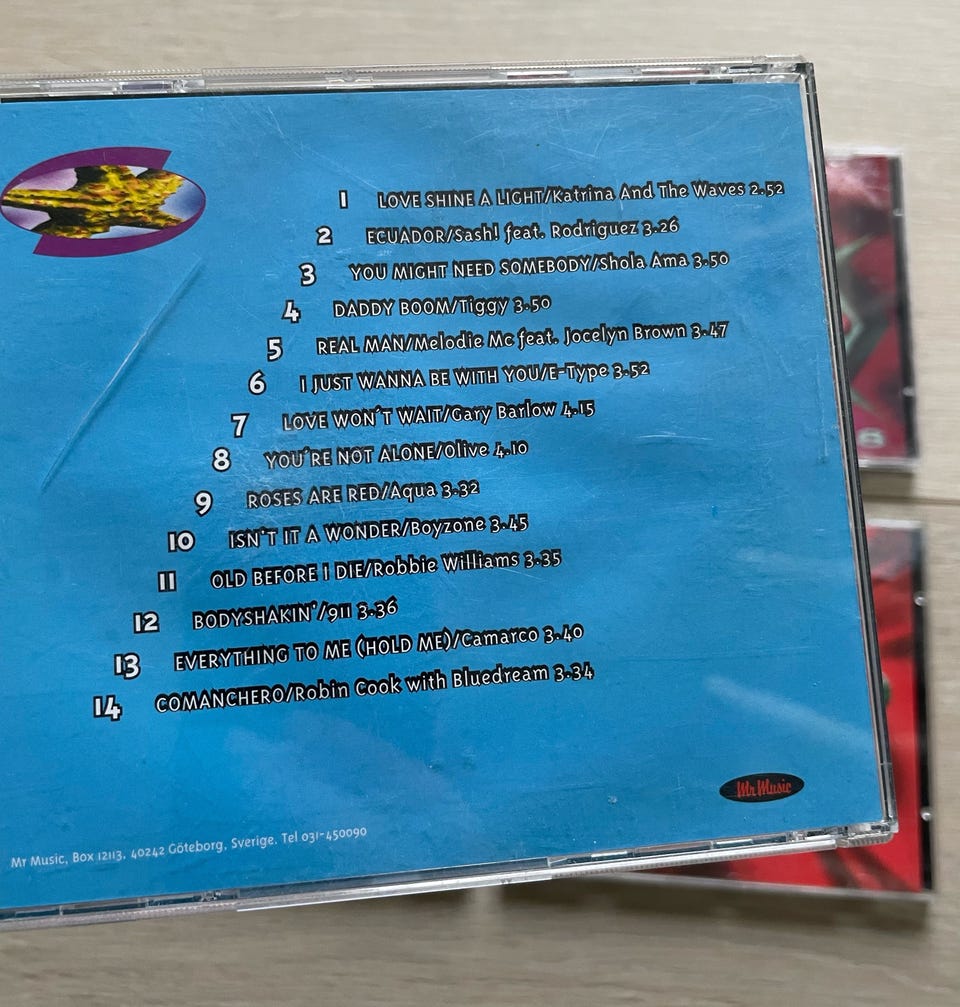 1 LOVE SHINE A LIGHT/Katrina And The Waves 2.52
2 ECUADOR/Sash! feat. Rodriguez 3.26
3 YOU MIGHT NEED SOMEBODY/Shola Ama 3.50
4 DADDY BOOM/Tiggy 3.50
5 REAL MAN/Melodie Mc feat. Jocelyn Brown 3.47
6 I JUST WANNA BE WITH YOU/E-Type 3.52
7 LOVE WON'T WAIT/Gary Barlow 4.15
8 YOU'RE NOT ALONE/Olive 4.10
9 ROSES ARE RED/Aqua 3.32
10 ISN'T IT A WONDER/Boyzone 3.45
11 OLD BEFORE I DIE/Robbie Williams 3.35
12 BODYSHAKIN'/911 3.36
13 EVERYTHING TO ME (HOLD ME)/Camarco 3.40
14 COMANCHERO/Robin Cook with Bluedream 3.34
Mr Music
Mr Music, Box 12113, 40242 Göteborg, Sverige. Tel 031-450090